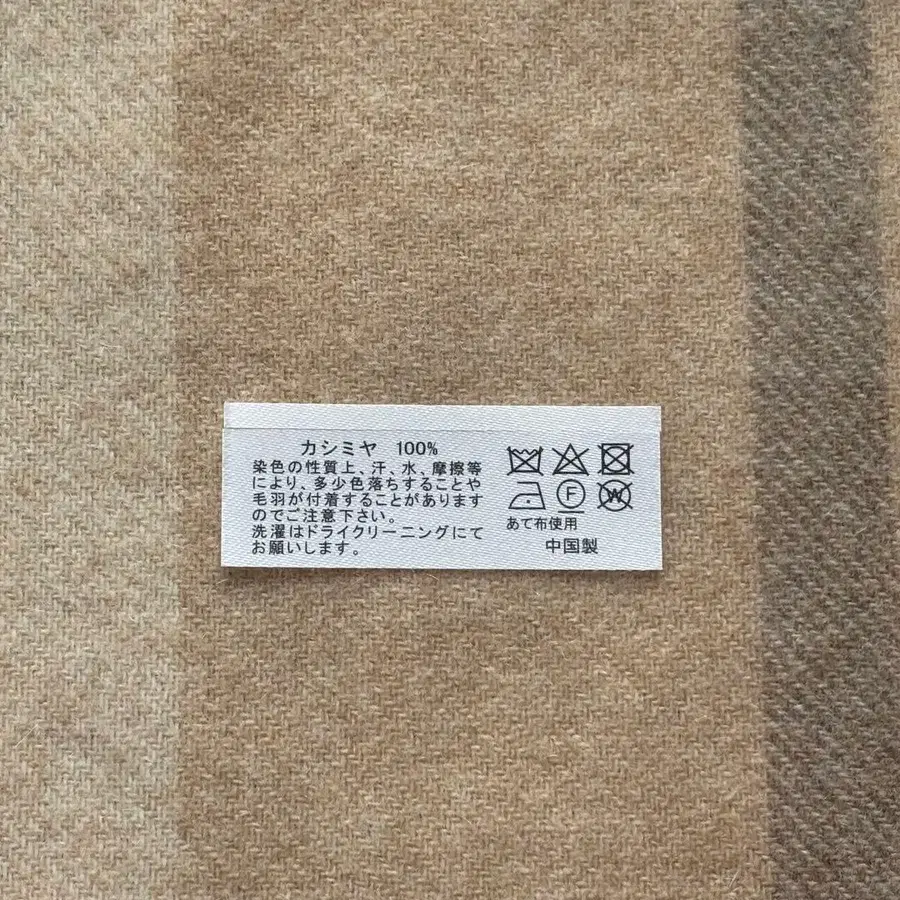 カシミヤ 100%
染色の性質上、汗、水、摩擦等
により、多少色落ちすることや
毛羽が付着することがあります
のでご注意下さい。
洗濯はドライクリーニングにて
お願いします。
F W
あて布使用
中国製